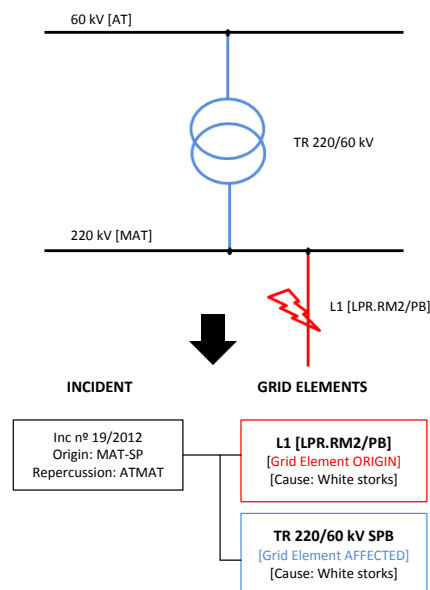 60 kV [AT]
TR 220/60 kV
220 kV [MAT]
L1 [LPR.RM2/PB]
INCIDENT
GRID ELEMENTS
Inc nº 19/2012
Origin: MAT-SP
Repercussion: ATMAT
L1 [LPR.RM2/PB]
[Grid Element ORIGIN]
[Cause: White storks]
TR 220/60 kV SPB
[Grid Element AFFECTED]
[Cause: White storks]